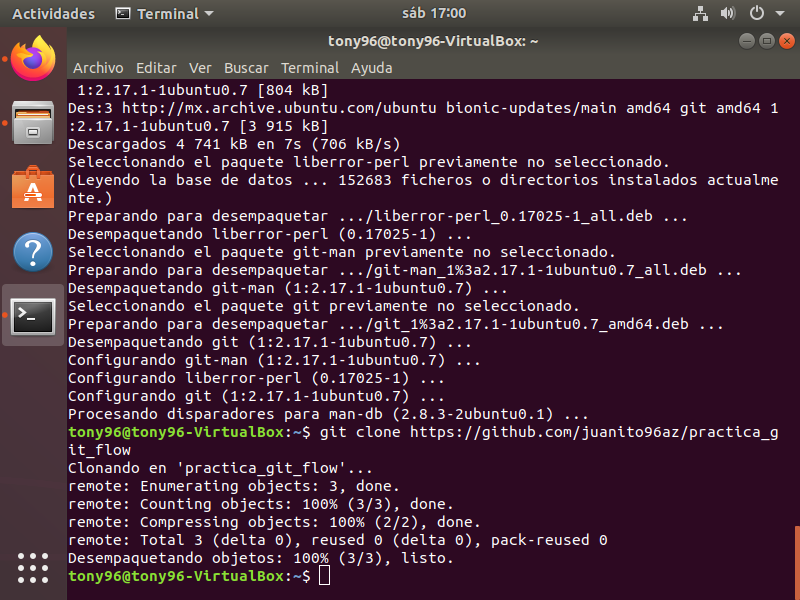 Actividades Terminal sáb 17:00
tony96@tony96-VirtualBox: ~
Archivo Editar Ver Buscar Terminal Ayuda
1:2.17.1-1ubuntu0.7 [804 kB]
Des:3 http://mx.archive.ubuntu.com/ubuntu bionic-updates/main amd64 git amd64 1
:2.17.1-1ubuntu0.7 [3 915 kB]
Descargados 4 741 kB en 7s (706 kB/s)
Seleccionando el paquete liberror-perl previamente no seleccionado.
(Leyendo la base de datos ... 152683 ficheros o directorios instalados actualme
nte.)
Preparando para desempaquetar .../liberror-perl_0.17025-1_all.deb ...
Desempaquetando liberror-perl (0.17025-1) ...
Seleccionando el paquete git-man previamente no seleccionado.
Preparando para desempaquetar .../git-man_1%3a2.17.1-1ubuntu0.7_all.deb ...
Desempaquetando git-man (1:2.17.1-1ubuntu0.7) ...
Seleccionando el paquete git previamente no seleccionado.
Preparando para desempaquetar .../git_1%3a2.17.1-1ubuntu0.7_amd64.deb ...
Desempaquetando git (1:2.17.1-1ubuntu0.7) ...
Configurando git-man (1:2.17.1-1ubuntu0.7) ...
Configurando liberror-perl (0.17025-1) ...
Configurando git (1:2.17.1-1ubuntu0.7) ...
Procesando disparadores para man-db (2.8.3-2ubuntu0.1) ...
tony96@tony96-VirtualBox:~$ git clone https://github.com/juanito96az/practica_g
it_flow
Clonando en 'practica_git_flow'...
remote: Enumerating objects: 3, done.
remote: Counting objects: 100% (3/3), done.
remote: Compressing objects: 100% (2/2), done.
remote: Total 3 (delta 0), reused 0 (delta 0), pack-reused 0
Desempaquetando objetos: 100% (3/3), listo.
tony96@tony96-VirtualBox:~$